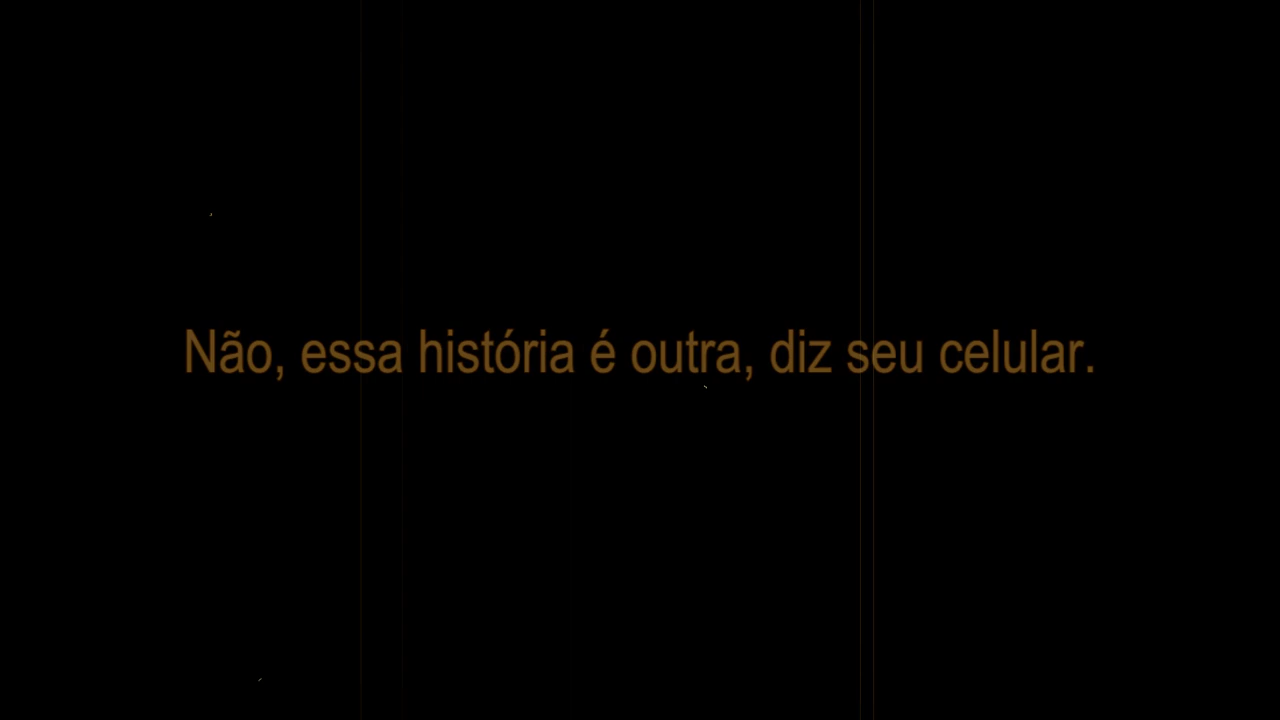 Não, essa história é outra, diz seu celular.